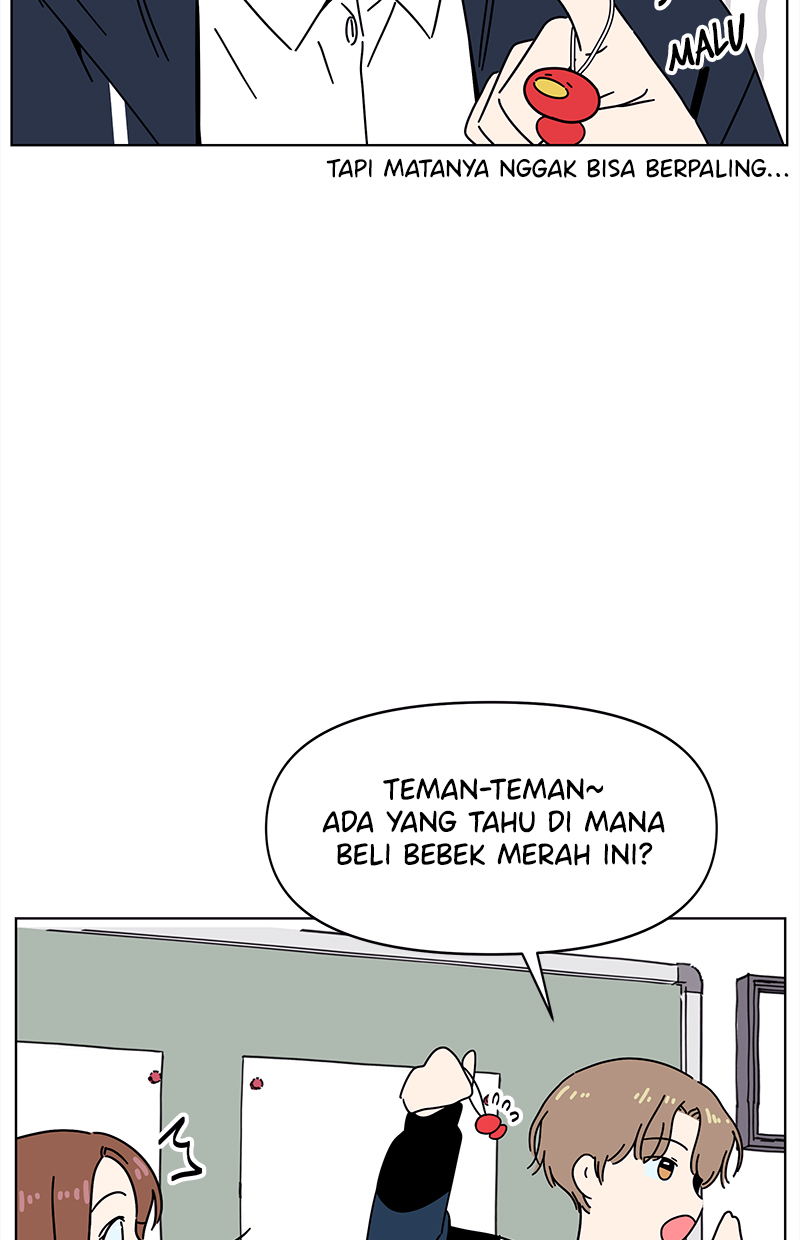 MALU
TAPI MATANYA NGGAK BISA BERPALING...
TEMAN-TEMAN~
ADA YANG TAHU DI MANA
BELI BEBEK MERAH INI?